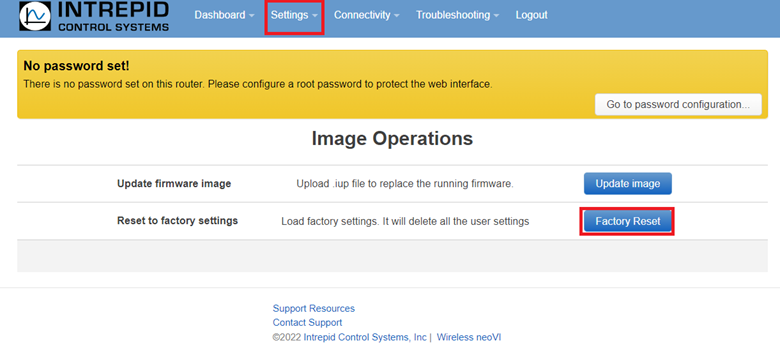 INTREPID
CONTROL SYSTEMS
Dashboard Settings Connectivity Troubleshooting Logout
No password set!
There is no password set on this router. Please configure a root password to protect the web interface.
Go to password configuration...
Image Operations
Update firmware image Upload .iup file to replace the running firmware. Update image
Reset to factory settings Load factory settings. It will delete all the user settings Factory Reset
Support Resources
Contact Support
©2022 Intrepid Control Systems, Inc | Wireless neoVI